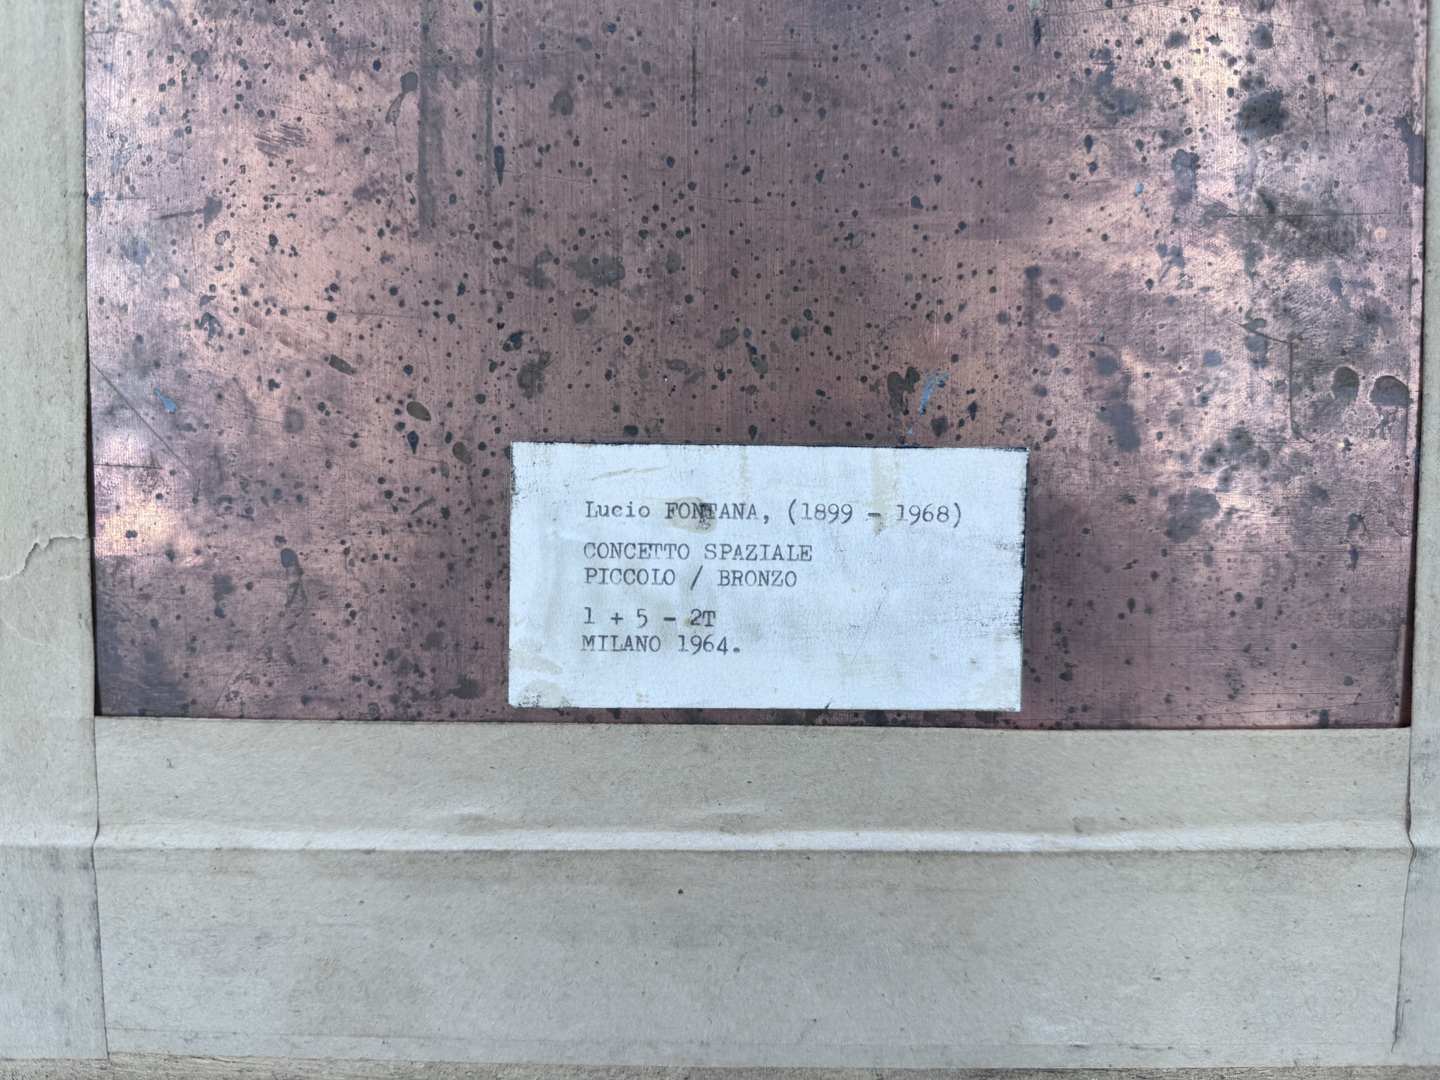 Lucio FONTANA, (1899 - 1968)
CONCETTO SPAZIALE
PICCOLO / BRONZO
1 + 5 - 2T
MILANO 1964.